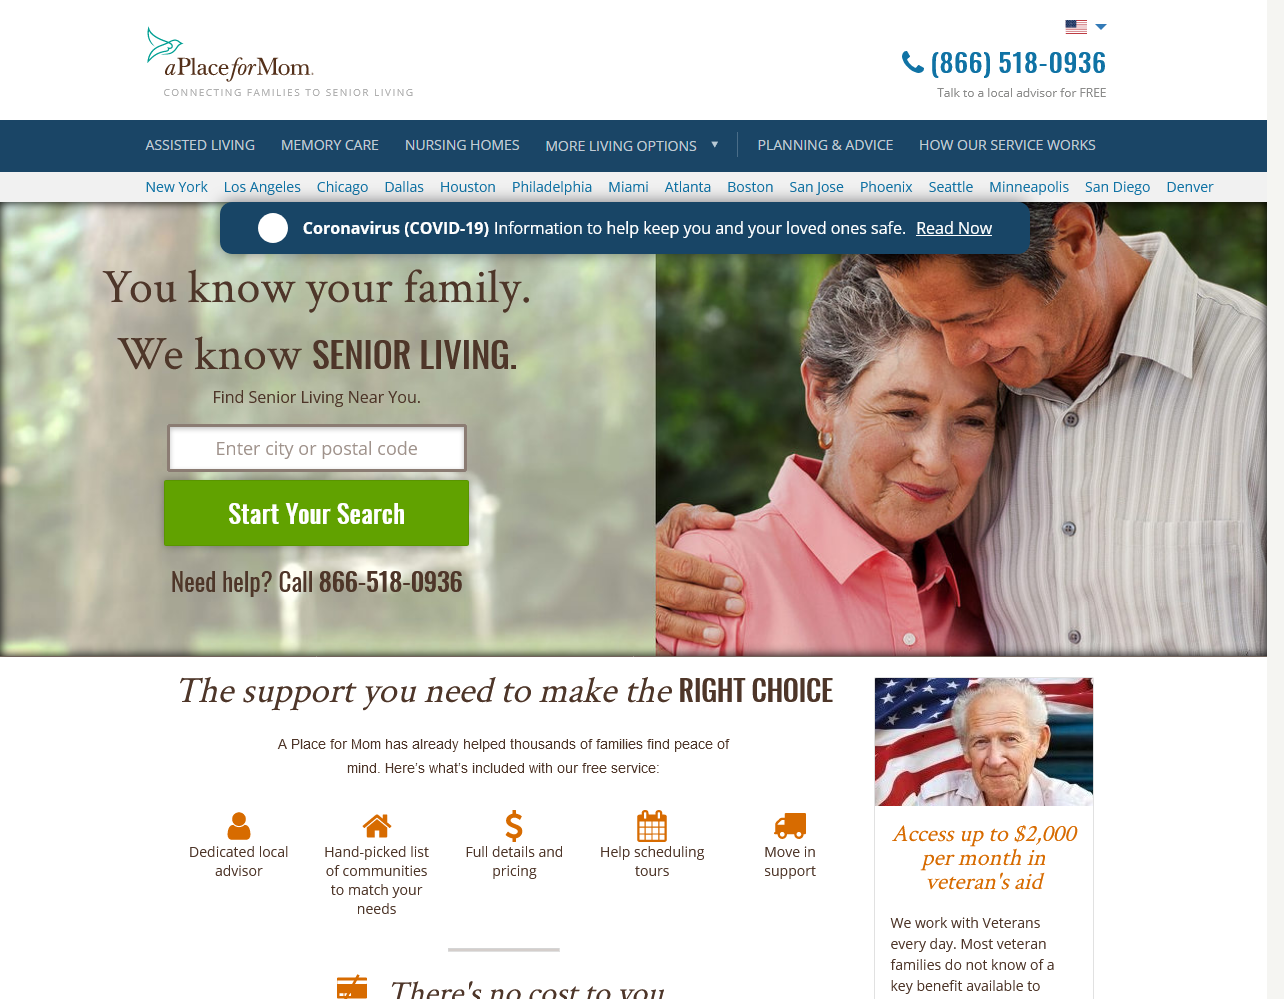 aPlaceforMom.
CONNECTING FAMILIES TO SENIOR LIVING
(866) 518-0936
Talk to a local advisor for FREE
ASSISTED LIVING MEMORY CARE NURSING HOMES MORE LIVING OPTIONS PLANNING & ADVICE HOW OUR SERVICE WORKS
New York Los Angeles Chicago Dallas Houston Philadelphia Miami Atlanta Boston San Jose Phoenix Seattle Minneapolis San Diego Denver
Coronavirus (COVID-19) Information to help keep you and your loved ones safe. Read Now
You know your family.
We know SENIOR LIVING.
Find Senior Living Near You.
Enter city or postal code
Start Your Search
Need help? Call 866-518-0936
The support you need to make the RIGHT CHOICE
A Place for Mom has already helped thousands of families find peace of
mind. Here's what's included with our free service:
Dedicated local
advisor
Hand-picked list
of communities
to match your
needs
Full details and
pricing
Help scheduling
tours
Move in
support
There's no cost to you
Access up to $2,000
per month in
veteran's aid
We work with Veterans
every day. Most veteran
families do not know of a
key benefit available to